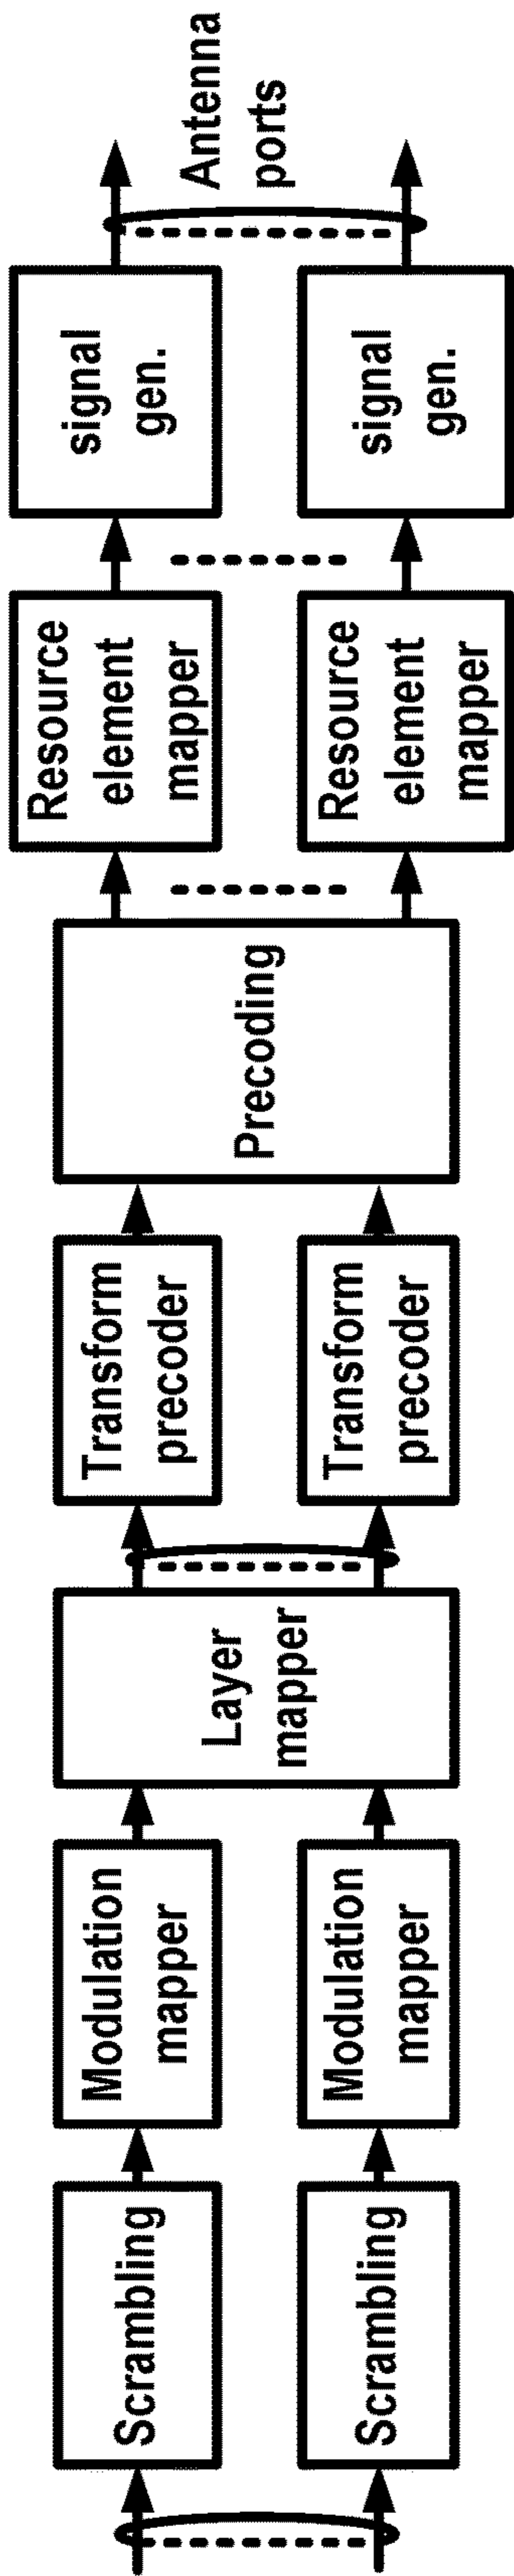 Scrambling
Modulation
mapper
Layer
mapper
Transform
precoder
Precoding
Resource
element
mapper
signal
gen.
Antenna
ports
Scrambling
Modulation
mapper
Transform
precoder
Resource
element
mapper
signal
gen.